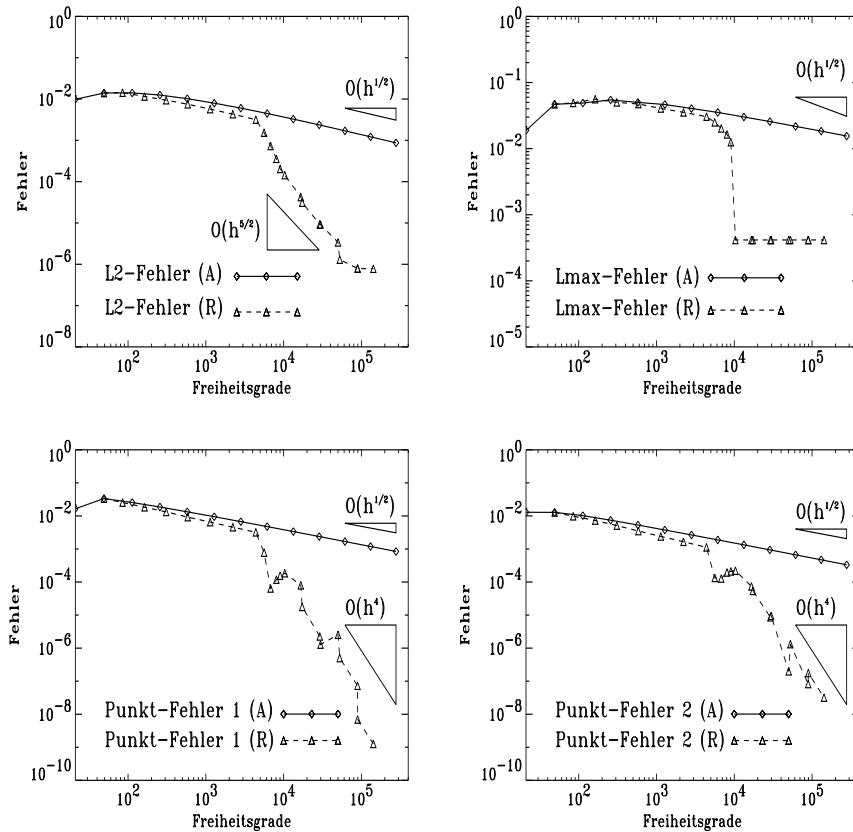 10^0
10^-2
10^-4
10^-6
10^-8
Fehler
O(h^1/2)
O(h^5/2)
L2-Fehler (A)
L2-Fehler (R)
10^2 10^3 10^4 10^5
Freiheitsgrade
10^0
10^-1
10^-2
10^-3
10^-4
10^-5
Fehler
O(h^1/2)
Lmax-Fehler (A)
Lmax-Fehler (R)
10^2 10^3 10^4 10^5
Freiheitsgrade
10^0
10^-2
10^-4
10^-6
10^-8
10^-10
Fehler
O(h^1/2)
O(h^4)
Punkt-Fehler 1 (A)
Punkt-Fehler 1 (R)
10^2 10^3 10^4 10^5
Freiheitsgrade
10^0
10^-2
10^-4
10^-6
10^-8
10^-10
Fehler
O(h^1/2)
O(h^4)
Punkt-Fehler 2 (A)
Punkt-Fehler 2 (R)
10^2 10^3 10^4 10^5
Freiheitsgrade